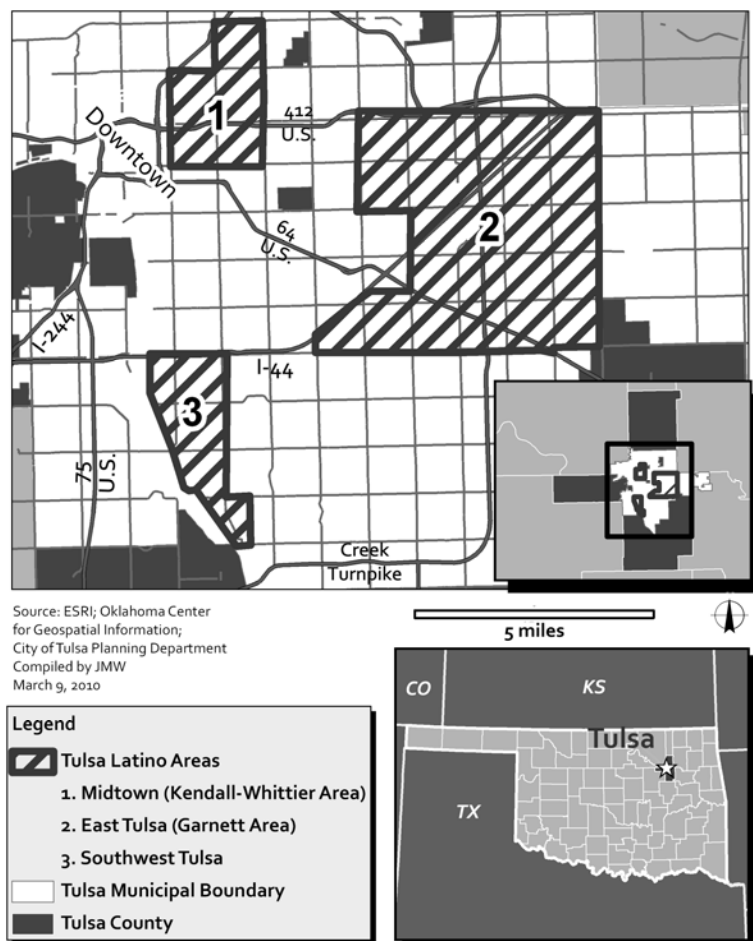 1
412
U.S.
Downtown
2
64
U.S.
I-244
I-44
3
75
U.S.
Creek
Turnpike
Source: ESRI; Oklahoma Center
for Geospatial Information;
City of Tulsa Planning Department
Compiled by JMW
March 9, 2010
5 miles
CO
KS
Tulsa
TX
Legend
Tulsa Latino Areas
1. Midtown (Kendall-Whittier Area)
2. East Tulsa (Garnett Area)
3. Southwest Tulsa
Tulsa Municipal Boundary
Tulsa County